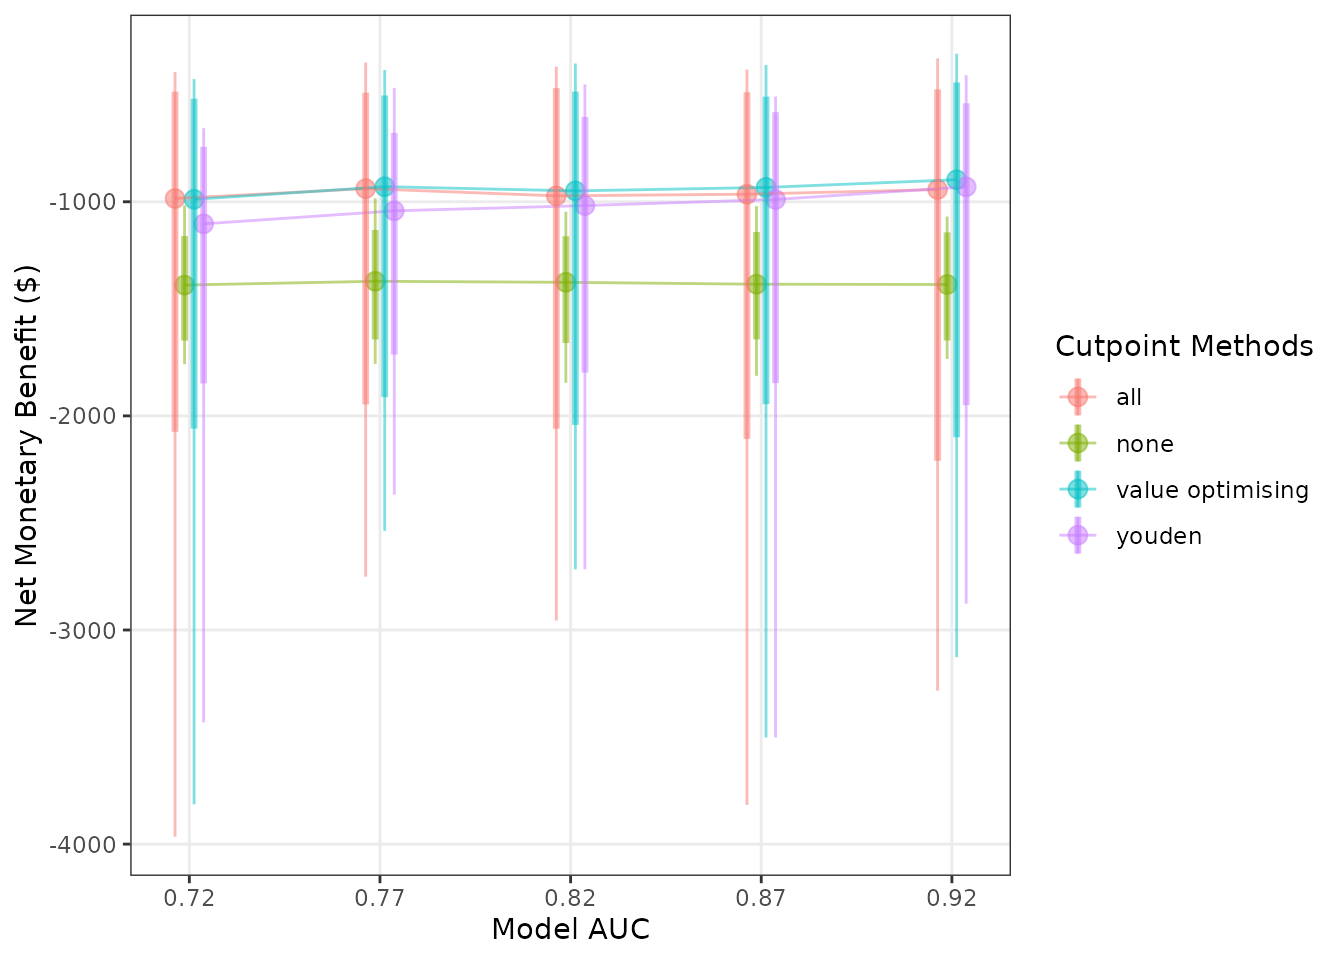 Net Monetary Benefit ($)
-1000
-2000
-3000
-4000
0.72
0.77
0.82
0.87
0.92
Model AUC
Cutpoint Methods
all
none
value optimising
youden